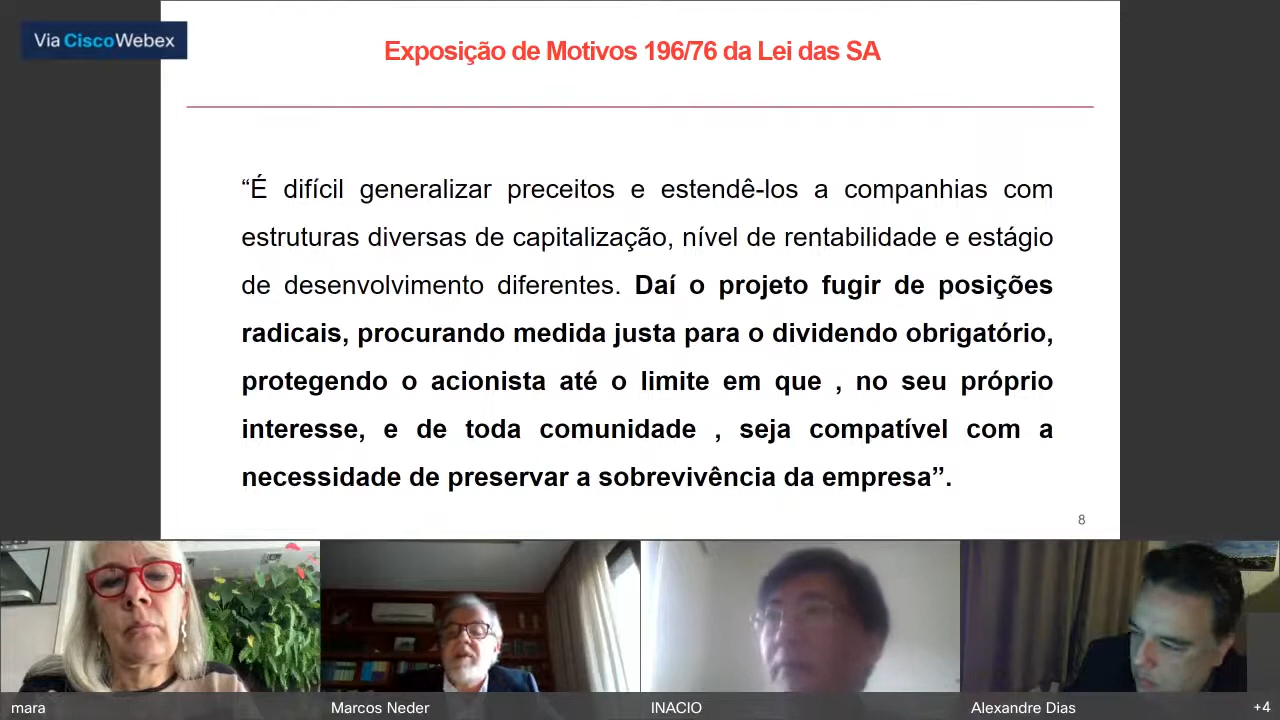 Via Cisco Webex
Exposição de Motivos 196/76 da Lei das SA
“É difícil generalizar preceitos e estendê-los a companhias com
estruturas diversas de capitalização, nível de rentabilidade e estágio
de desenvolvimento diferentes. Daí o projeto fugir de posições
radicais, procurando medida justa para o dividendo obrigatório,
protegendo o acionista até o limite em que , no seu próprio
interesse, e de toda comunidade , seja compatível com a
necessidade de preservar a sobrevivência da empresa”.
8
mara
Marcos Neder
INACIO
Alexandre Dias
+4